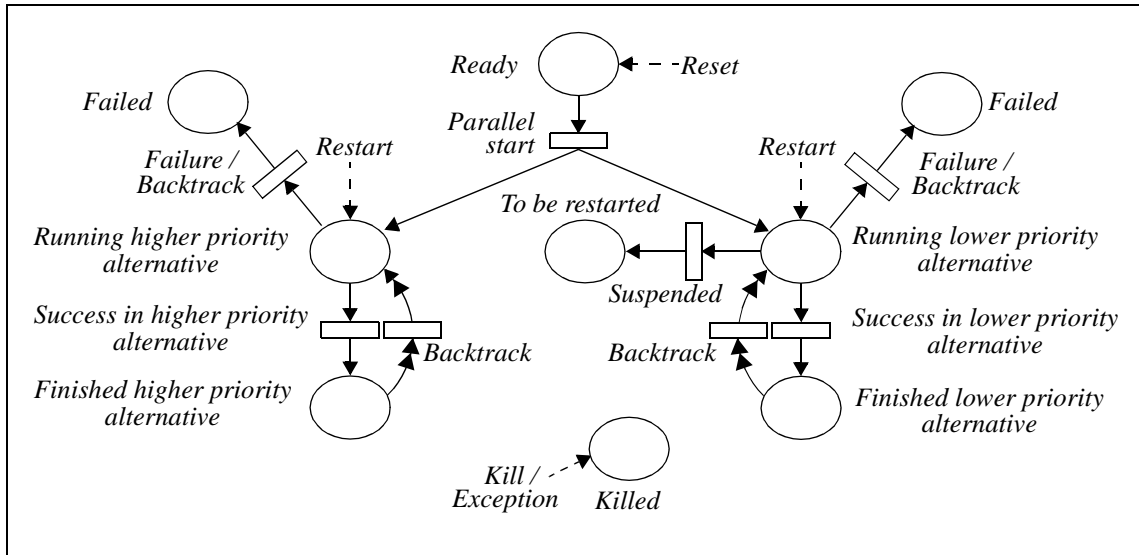 Ready
Reset
Failed
Failed
Parallel
start
Failure /
Backtrack
Restart
Restart
Failure /
Backtrack
To be restarted
Running higher priority
alternative
Running lower priority
alternative
Suspended
Success in higher priority
alternative
Backtrack
Backtrack
Success in lower priority
alternative
Finished higher priority
alternative
Finished lower priority
alternative
Kill /
Exception
Killed